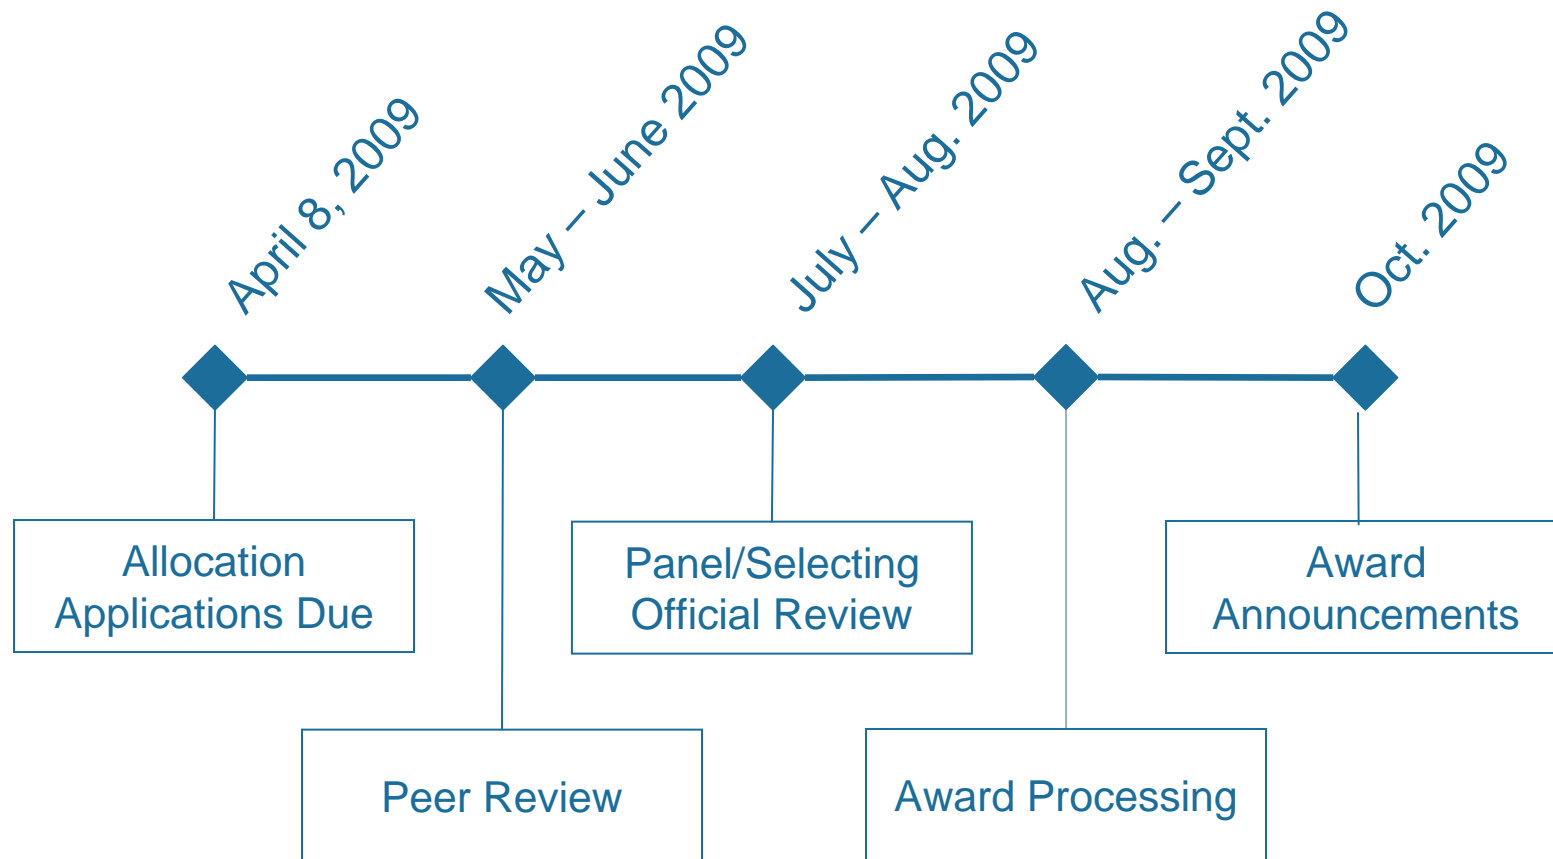 April 8, 2009
May – June 2009
July – Aug. 2009
Aug. – Sept. 2009
Oct. 2009
Allocation
Applications Due
Panel/Selecting
Official Review
Award
Announcements
Peer Review
Award Processing